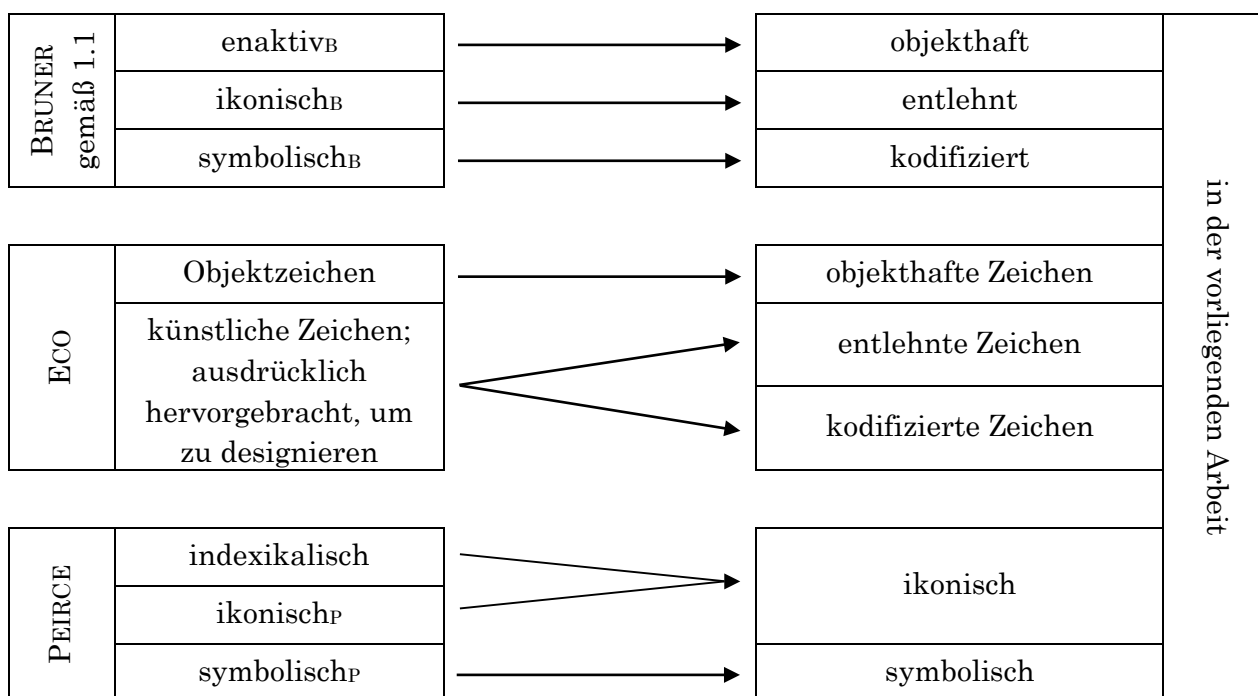 BRUNER
gemäß 1.1
enaktivB
objekthaft
ikonischB
entlehnt
symbolischB
kodifiziert
ECO
Objektzeichen
objekthafte Zeichen
künstliche Zeichen;
ausdrücklich
hervorgebracht, um
zu designieren
entlehnte Zeichen
kodifizierte Zeichen
PEIRCE
indexikalisch
ikonischP
ikonisch
symbolischP
symbolisch
in der vorliegenden Arbeit